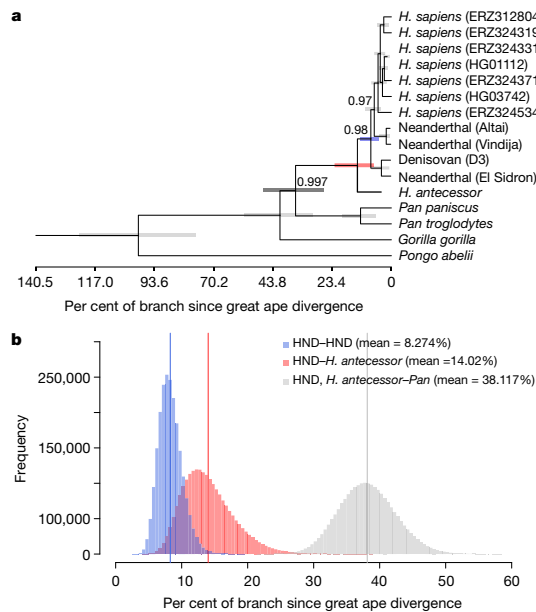 a
H. sapiens (ERZ312804
H. sapiens (ERZ324319
H. sapiens (ERZ324331
H. sapiens (HG01112)
H. sapiens (ERZ324371
H. sapiens (HG03742)
H. sapiens (ERZ324534
0.97
0.98
Neanderthal (Altai)
Neanderthal (Vindija)
Denisovan (D3)
Neanderthal (El Sidron)
0.997
H. antecessor
Pan paniscus
Pan troglodytes
Gorilla gorilla
Pongo abelii
140.5 117.0 93.6 70.2 43.8 23.4 0
Per cent of branch since great ape divergence
b
HND–HND (mean = 8.274%)
HND–H. antecessor (mean =14.02%)
HND, H. antecessor–Pan (mean = 38.117%)
Frequency
250,000
150,000
100,000
0
0 10 20 30 40 50 60
Per cent of branch since great ape divergence